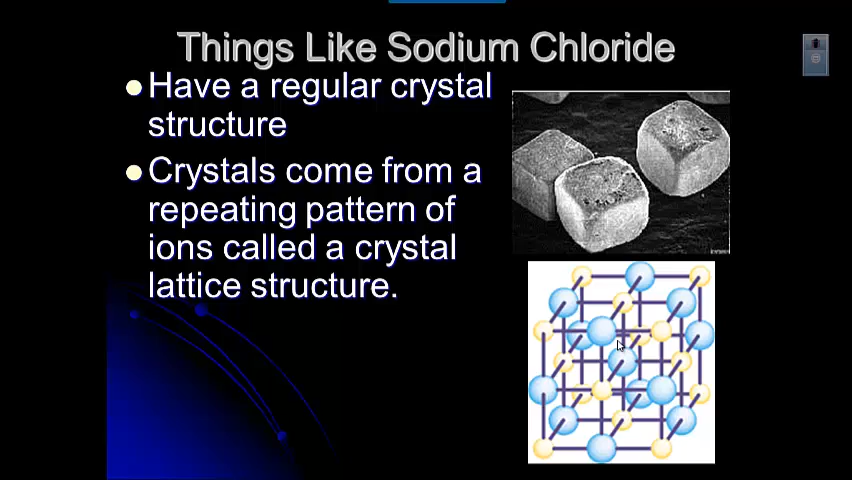 Things Like Sodium Chloride
Have a regular crystal
structure
Crystals come from a
repeating pattern of
ions called a crystal
lattice structure.